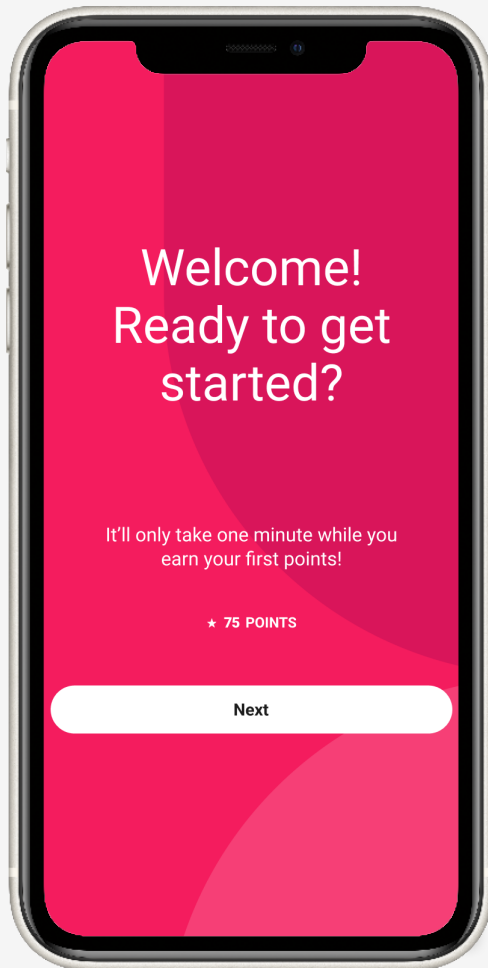 Welcome!
Ready to get
started?
It'll only take one minute while you
earn your first points!
★ 75 POINTS
Next